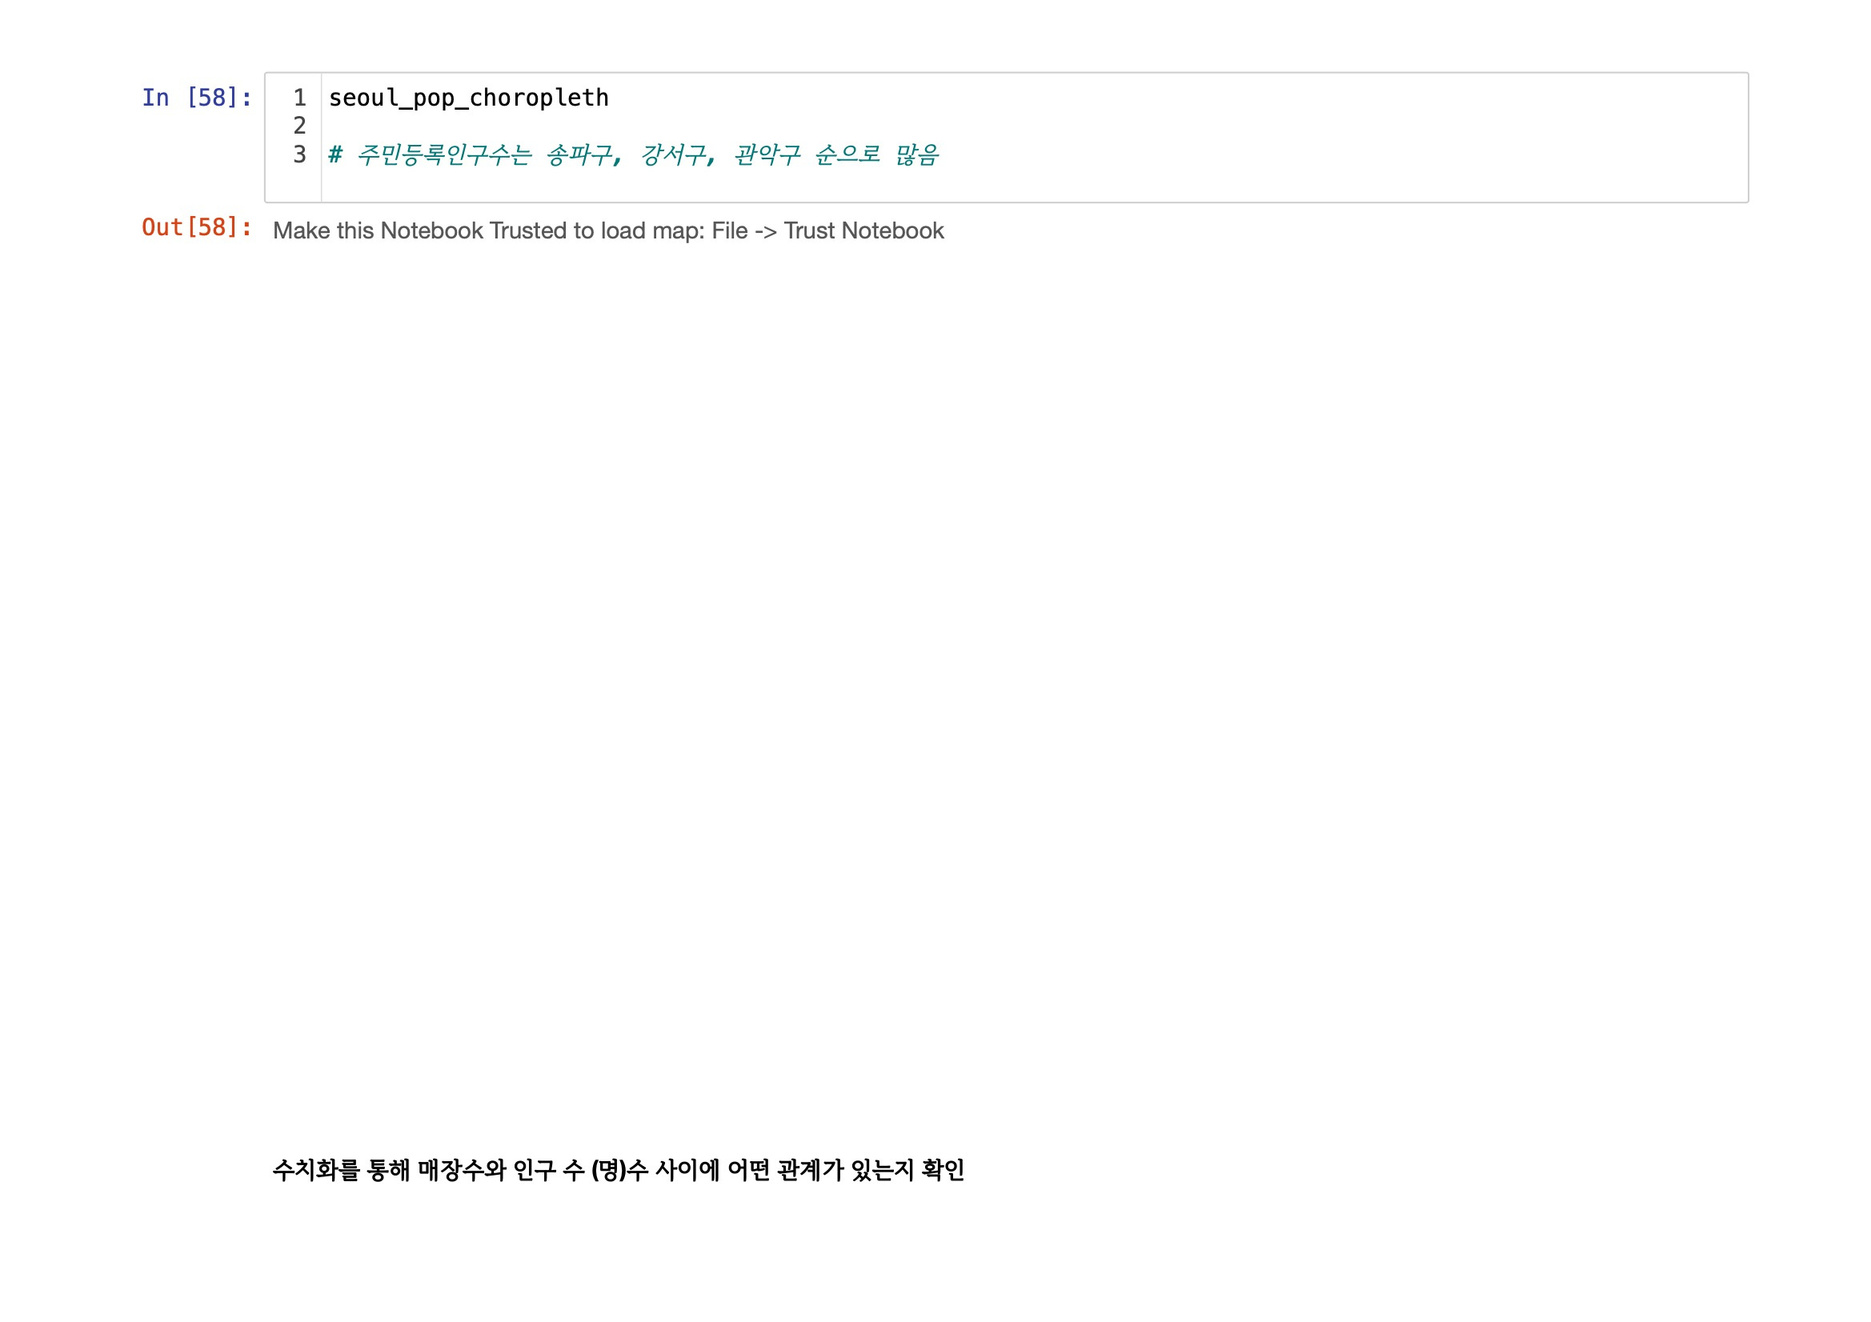 In [58]:
1 seoul_pop_choropleth
2
3 # 주민등록인구수는 송파구, 강서구, 관악구 순으로 많음
Out[58]: Make this Notebook Trusted to load map: File -> Trust Notebook
수치화를 통해 매장수와 인구 수 (명)수 사이에 어떤 관계가 있는지 확인